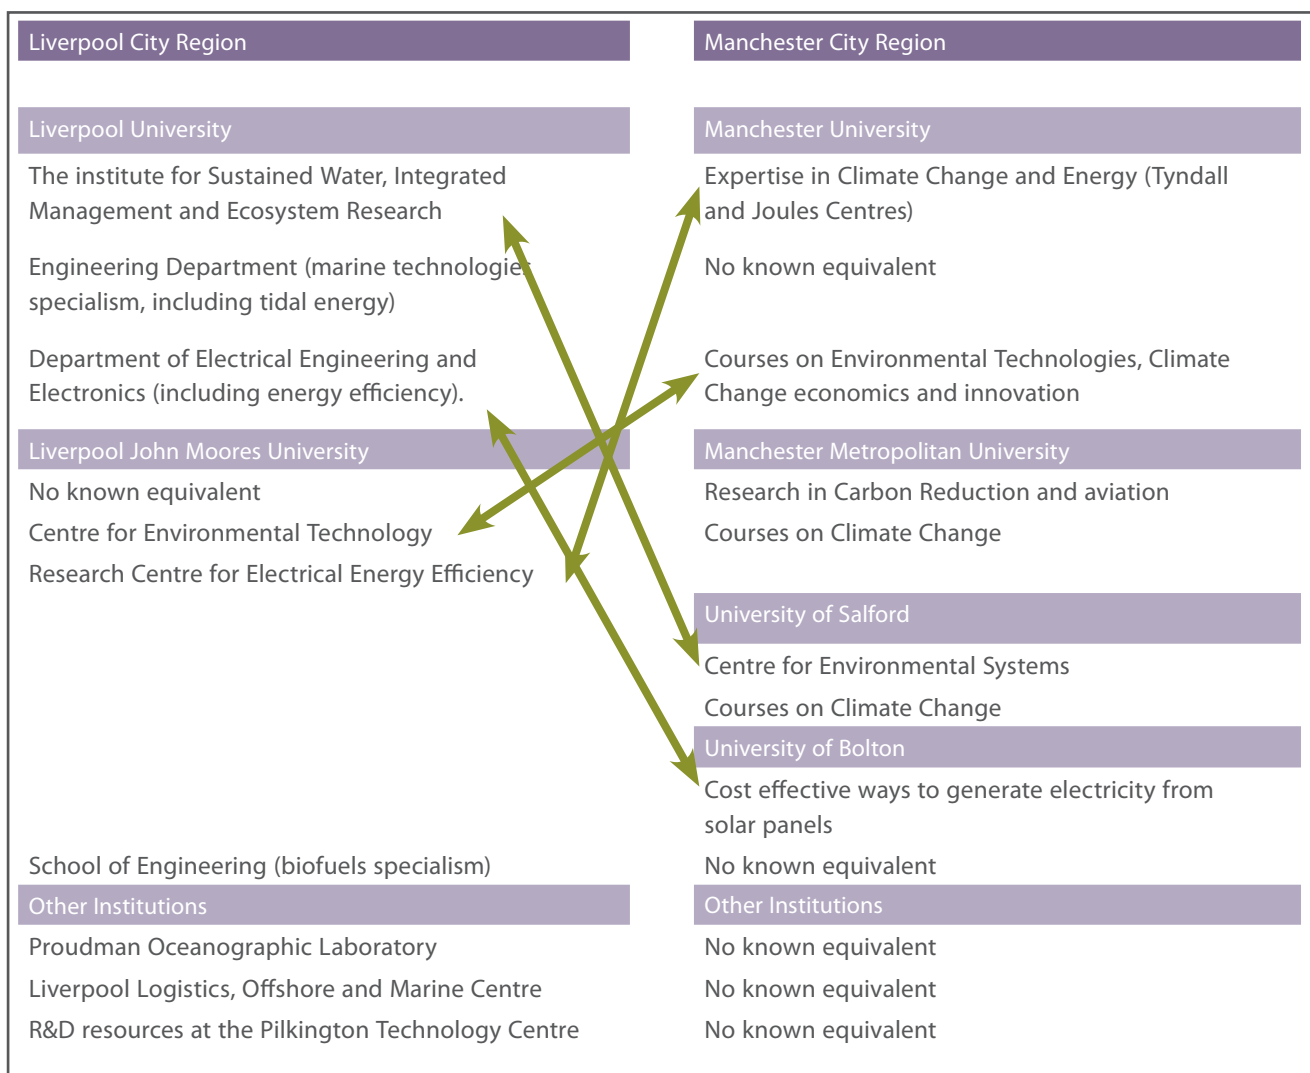 Liverpool City Region
Manchester City Region
Liverpool University
Manchester University
The institute for Sustained Water, Integrated
Management and Ecosystem Research
Expertise in Climate Change and Energy (Tyndall
and Joules Centres)
Engineering Department (marine technologies
specialism, including tidal energy)
No known equivalent
Department of Electrical Engineering and
Electronics (including energy efficiency).
Courses on Environmental Technologies, Climate
Change economics and innovation
Liverpool John Moores University
Manchester Metropolitan University
No known equivalent
Research in Carbon Reduction and aviation
Centre for Environmental Technology
Courses on Climate Change
Research Centre for Electrical Energy Efficiency
University of Salford
Centre for Environmental Systems
Courses on Climate Change
University of Bolton
Cost effective ways to generate electricity from
solar panels
School of Engineering (biofuels specialism)
No known equivalent
Other Institutions
Other Institutions
Proudman Oceanographic Laboratory
No known equivalent
Liverpool Logistics, Offshore and Marine Centre
No known equivalent
R&D resources at the Pilkington Technology Centre
No known equivalent